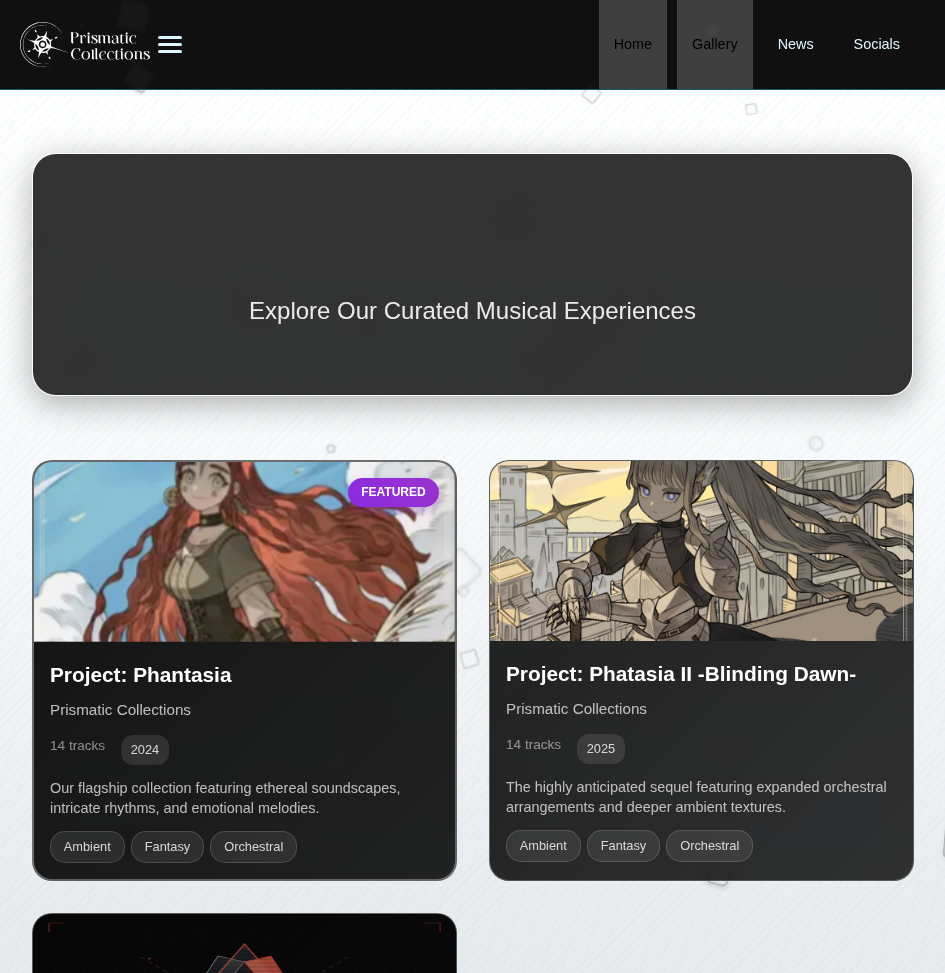 Prismatic
Collections
Home
Gallery
News
Socials
Explore Our Curated Musical Experiences
FEATURED
Project: Phantasia
Prismatic Collections
14 tracks
2024
Our flagship collection featuring ethereal soundscapes,
intricate rhythms, and emotional melodies.
Ambient
Fantasy
Orchestral
Project: Phatasia II -Blinding Dawn-
Prismatic Collections
14 tracks
2025
The highly anticipated sequel featuring expanded orchestral
arrangements and deeper ambient textures.
Ambient
Fantasy
Orchestral